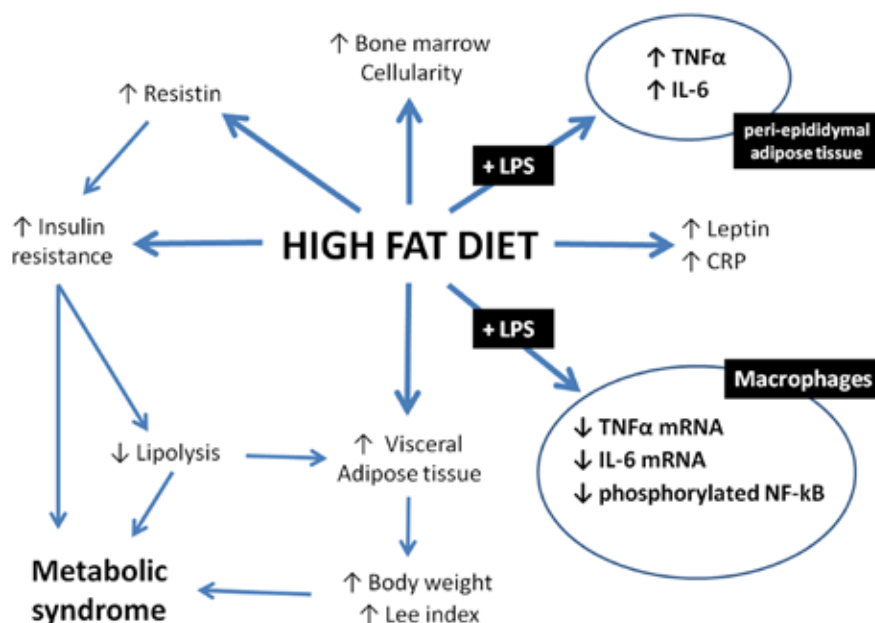 ↑ Bone marrow
Cellularity
↑ TNFα
↑ IL-6
peri-epididymal
adipose tissue
↑ Resistin
+ LPS
↑ Insulin
resistance
HIGH FAT DIET
↑ Leptin
↑ CRP
+ LPS
Macrophages
↓ TNFα mRNA
↓ IL-6 mRNA
↓ phosphorylated NF-kB
↓ Lipolysis
↑ Visceral
Adipose tissue
Metabolic
syndrome
↑ Body weight
↑ Lee index